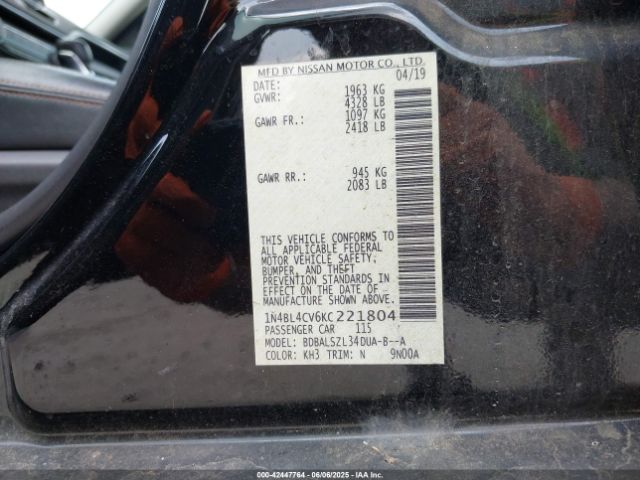 MFD BY NISSAN MOTOR CO., LTD.
DATE: 04/19
GVWR: 1963 KG
4328 LB
GAWR FR.: 1097 KG
2418 LB
GAWR RR.: 945 KG
2083 LB
THIS VEHICLE CONFORMS TO
ALL APPLICABLE FEDERAL
MOTOR VEHICLE SAFETY,
BUMPER, AND THEFT
PREVENTION STANDARDS IN
EFFECT ON THE DATE OF
MANUFACTURE SHOWN ABOVE.
1N4BL4CV6KC221804
PASSENGER CAR 115
MODEL: BDBALSZL34DUA-B--A
COLOR: KH3 TRIM: N 9N00A
000-42447764 - 06/06/2025 - IAA Inc.